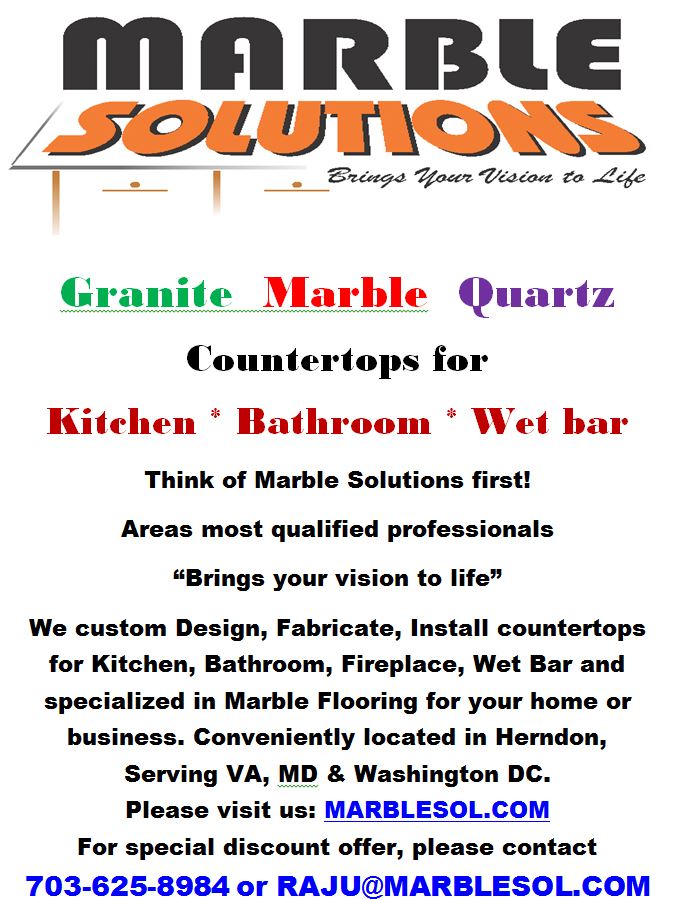 MARBLE
SOLUTIONS
Brings Your Vision to Life
Granite Marble Quartz
Countertops for
Kitchen * Bathroom * Wet bar
Think of Marble Solutions first!
Areas most qualified professionals
“Brings your vision to life”
We custom Design, Fabricate, Install countertops
for Kitchen, Bathroom, Fireplace, Wet Bar and
specialized in Marble Flooring for your home or
business. Conveniently located in Herndon,
Serving VA, MD & Washington DC.
Please visit us: MARBLESOL.COM
For special discount offer, please contact
703-625-8984 or RAJU@MARBLESOL.COM